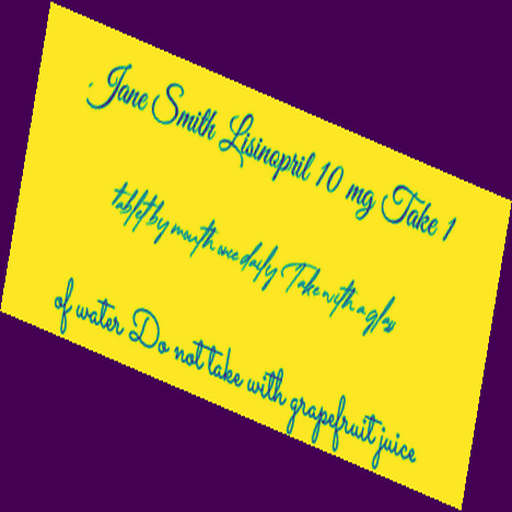 Jane Smith Lisinopril 10 mg Take 1
tablet by mouth once daily Take with a glass
of water Do not take with grapefruit juice